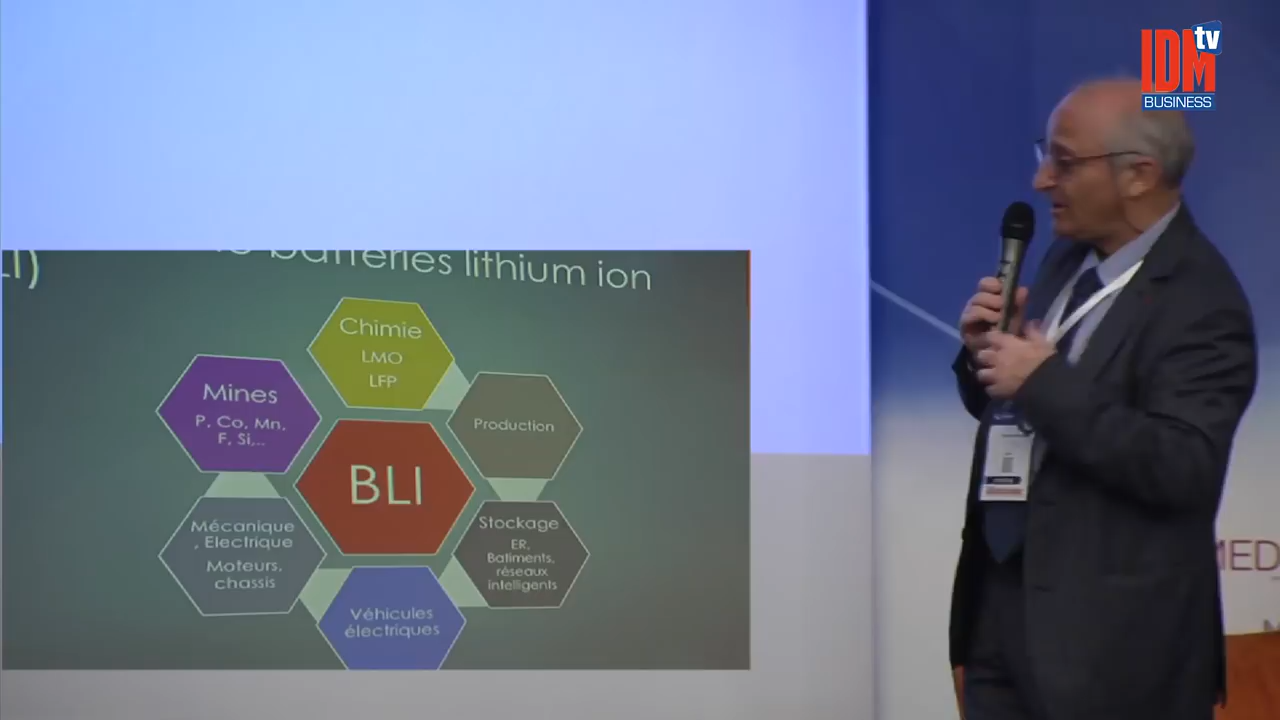 IDM tv
BUSINESS
batteries lithium ion
LI)
Chimie
LMO
LFP
Mines
P, Co, Mn,
F, Si,...
Production
BLI
Mécanique
, Electrique
Moteurs,
chassis
Stockage
ER,
Batiments,
réseaux
intelligents
Véhicules
électriques
MED